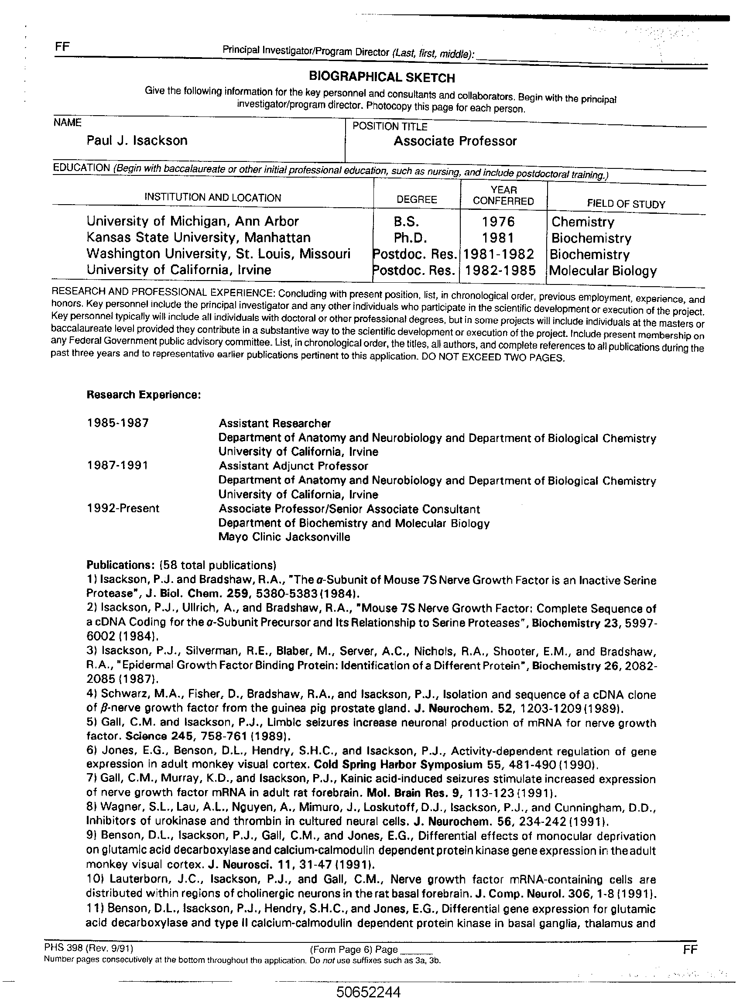 FF
Principal Investigator/Program Director (Last, first, middle):
BIOGRAPHICAL SKETCH
Give the following information for the key personnel and consultants and collaborators. Begin with the principal
investigator/program director. Photocopy this page for each person.
NAME
POSITION TITLE
Paul J. Isackson
Associate Professor
EDUCATION (Begin with baccalaureate or other initial professional education, such as nursing, and include postdoctoral training.)
INSTITUTION AND LOCATION DEGREE YEAR CONFERRED FIELD OF STUDY
University of Michigan, Ann Arbor B.S. 1976 Chemistry
Kansas State University, Manhattan Ph.D. 1981 Biochemistry
Washington University, St. Louis, Missouri Postdoc. Res. 1981-1982 Biochemistry
University of California, Irvine Postdoc. Res. 1982-1985 Molecular Biology
RESEARCH AND PROFESSIONAL EXPERIENCE: Concluding with present position, list, in chronological order, previous employment, experience, and
honors. Key personnel include the principal investigator and any other individuals who participate in the scientific development or execution of the project.
Key personnel typically will include all individuals with doctoral or other professional degrees, but in some projects will include individuals at the masters or
baccalaureate level provided they contribute in a substantive way to the scientific development or execution of the project. Include present membership on
any Federal Government public advisory committee. List, in chronological order, the titles, all authors, and complete references to all publications during the
past three years and to representative earlier publications pertinent to this application. DO NOT EXCEED TWO PAGES.
Research Experience:
1985-1987 Assistant Researcher
Department of Anatomy and Neurobiology and Department of Biological Chemistry
University of California, Irvine
1987-1991 Assistant Adjunct Professor
Department of Anatomy and Neurobiology and Department of Biological Chemistry
University of California, Irvine
1992-Present Associate Professor/Senior Associate Consultant
Department of Biochemistry and Molecular Biology
Mayo Clinic Jacksonville
Publications: (58 total publications)
1) Isackson, P.J. and Bradshaw, R.A., "The α-Subunit of Mouse 7S Nerve Growth Factor is an Inactive Serine
Protease", J. Biol. Chem. 259, 5380-5383 (1984).
2) Isackson, P.J., Ullrich, A., and Bradshaw, R.A., "Mouse 7S Nerve Growth Factor: Complete Sequence of
a cDNA Coding for the α-Subunit Precursor and Its Relationship to Serine Proteases", Biochemistry 23, 5997-
6002 (1984).
3) Isackson, P.J., Silverman, R.E., Blaber, M., Server, A.C., Nichols, R.A., Shooter, E.M., and Bradshaw,
R.A., "Epidermal Growth Factor Binding Protein: Identification of a Different Protein", Biochemistry 26, 2082-
2085 (1987).
4) Schwarz, M.A., Fisher, D., Bradshaw, R.A., and Isackson, P.J., Isolation and sequence of a cDNA clone
of β-nerve growth factor from the guinea pig prostate gland. J. Neurochem. 52, 1203-1209 (1989).
5) Gall, C.M. and Isackson, P.J., Limbic seizures increase neuronal production of mRNA for nerve growth
factor. Science 245, 758-761 (1989).
6) Jones, E.G., Benson, D.L., Hendry, S.H.C., and Isackson, P.J., Activity-dependent regulation of gene
expression in adult monkey visual cortex. Cold Spring Harbor Symposium 55, 481-490 (1990).
7) Gall, C.M., Murray, K.D., and Isackson, P.J., Kainic acid-induced seizures stimulate increased expression
of nerve growth factor mRNA in adult rat forebrain. Mol. Brain Res. 9, 113-123 (1991).
8) Wagner, S.L., Lau, A.L., Nguyen, A., Mimuro, J., Loskutoff, D.J., Isackson, P.J., and Cunningham, D.D.,
Inhibitors of urokinase and thrombin in cultured neural cells. J. Neurochem. 56, 234-242 (1991).
9) Benson, D.L., Isackson, P.J., Gall, C.M., and Jones, E.G., Differential effects of monocular deprivation
on glutamic acid decarboxylase and calcium-calmodulin dependent protein kinase gene expression in the adult
monkey visual cortex. J. Neurosci. 11, 31-47 (1991).
10) Lauterborn, J.C., Isackson, P.J., and Gall, C.M., Nerve growth factor mRNA-containing cells are
distributed within regions of cholinergic neurons in the rat basal forebrain. J. Comp. Neurol. 306, 1-8 (1991).
11) Benson, D.L., Isackson, P.J., Hendry, S.H.C., and Jones, E.G., Differential gene expression for glutamic
acid decarboxylase and type II calcium-calmodulin dependent protein kinase in basal ganglia, thalamus and
PHS 398 (Rev. 9/91) (Form Page 6) Page ______ FF
Number pages consecutively at the bottom throughout the application. Do not use suffixes such as 3a, 3b.
50652244